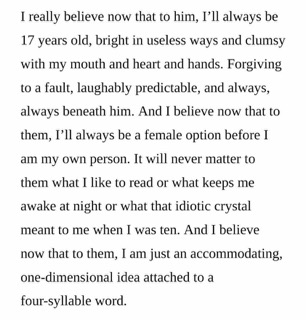 I really believe now that to him, I’ll always be
17 years old, bright in useless ways and clumsy
with my mouth and heart and hands. Forgiving
to a fault, laughably predictable, and always,
always beneath him. And I believe now that to
them, I’ll always be a female option before I
am my own person. It will never matter to
them what I like to read or what keeps me
awake at night or what that idiotic crystal
meant to me when I was ten. And I believe
now that to them, I am just an accommodating,
one-dimensional idea attached to a
four-syllable word.